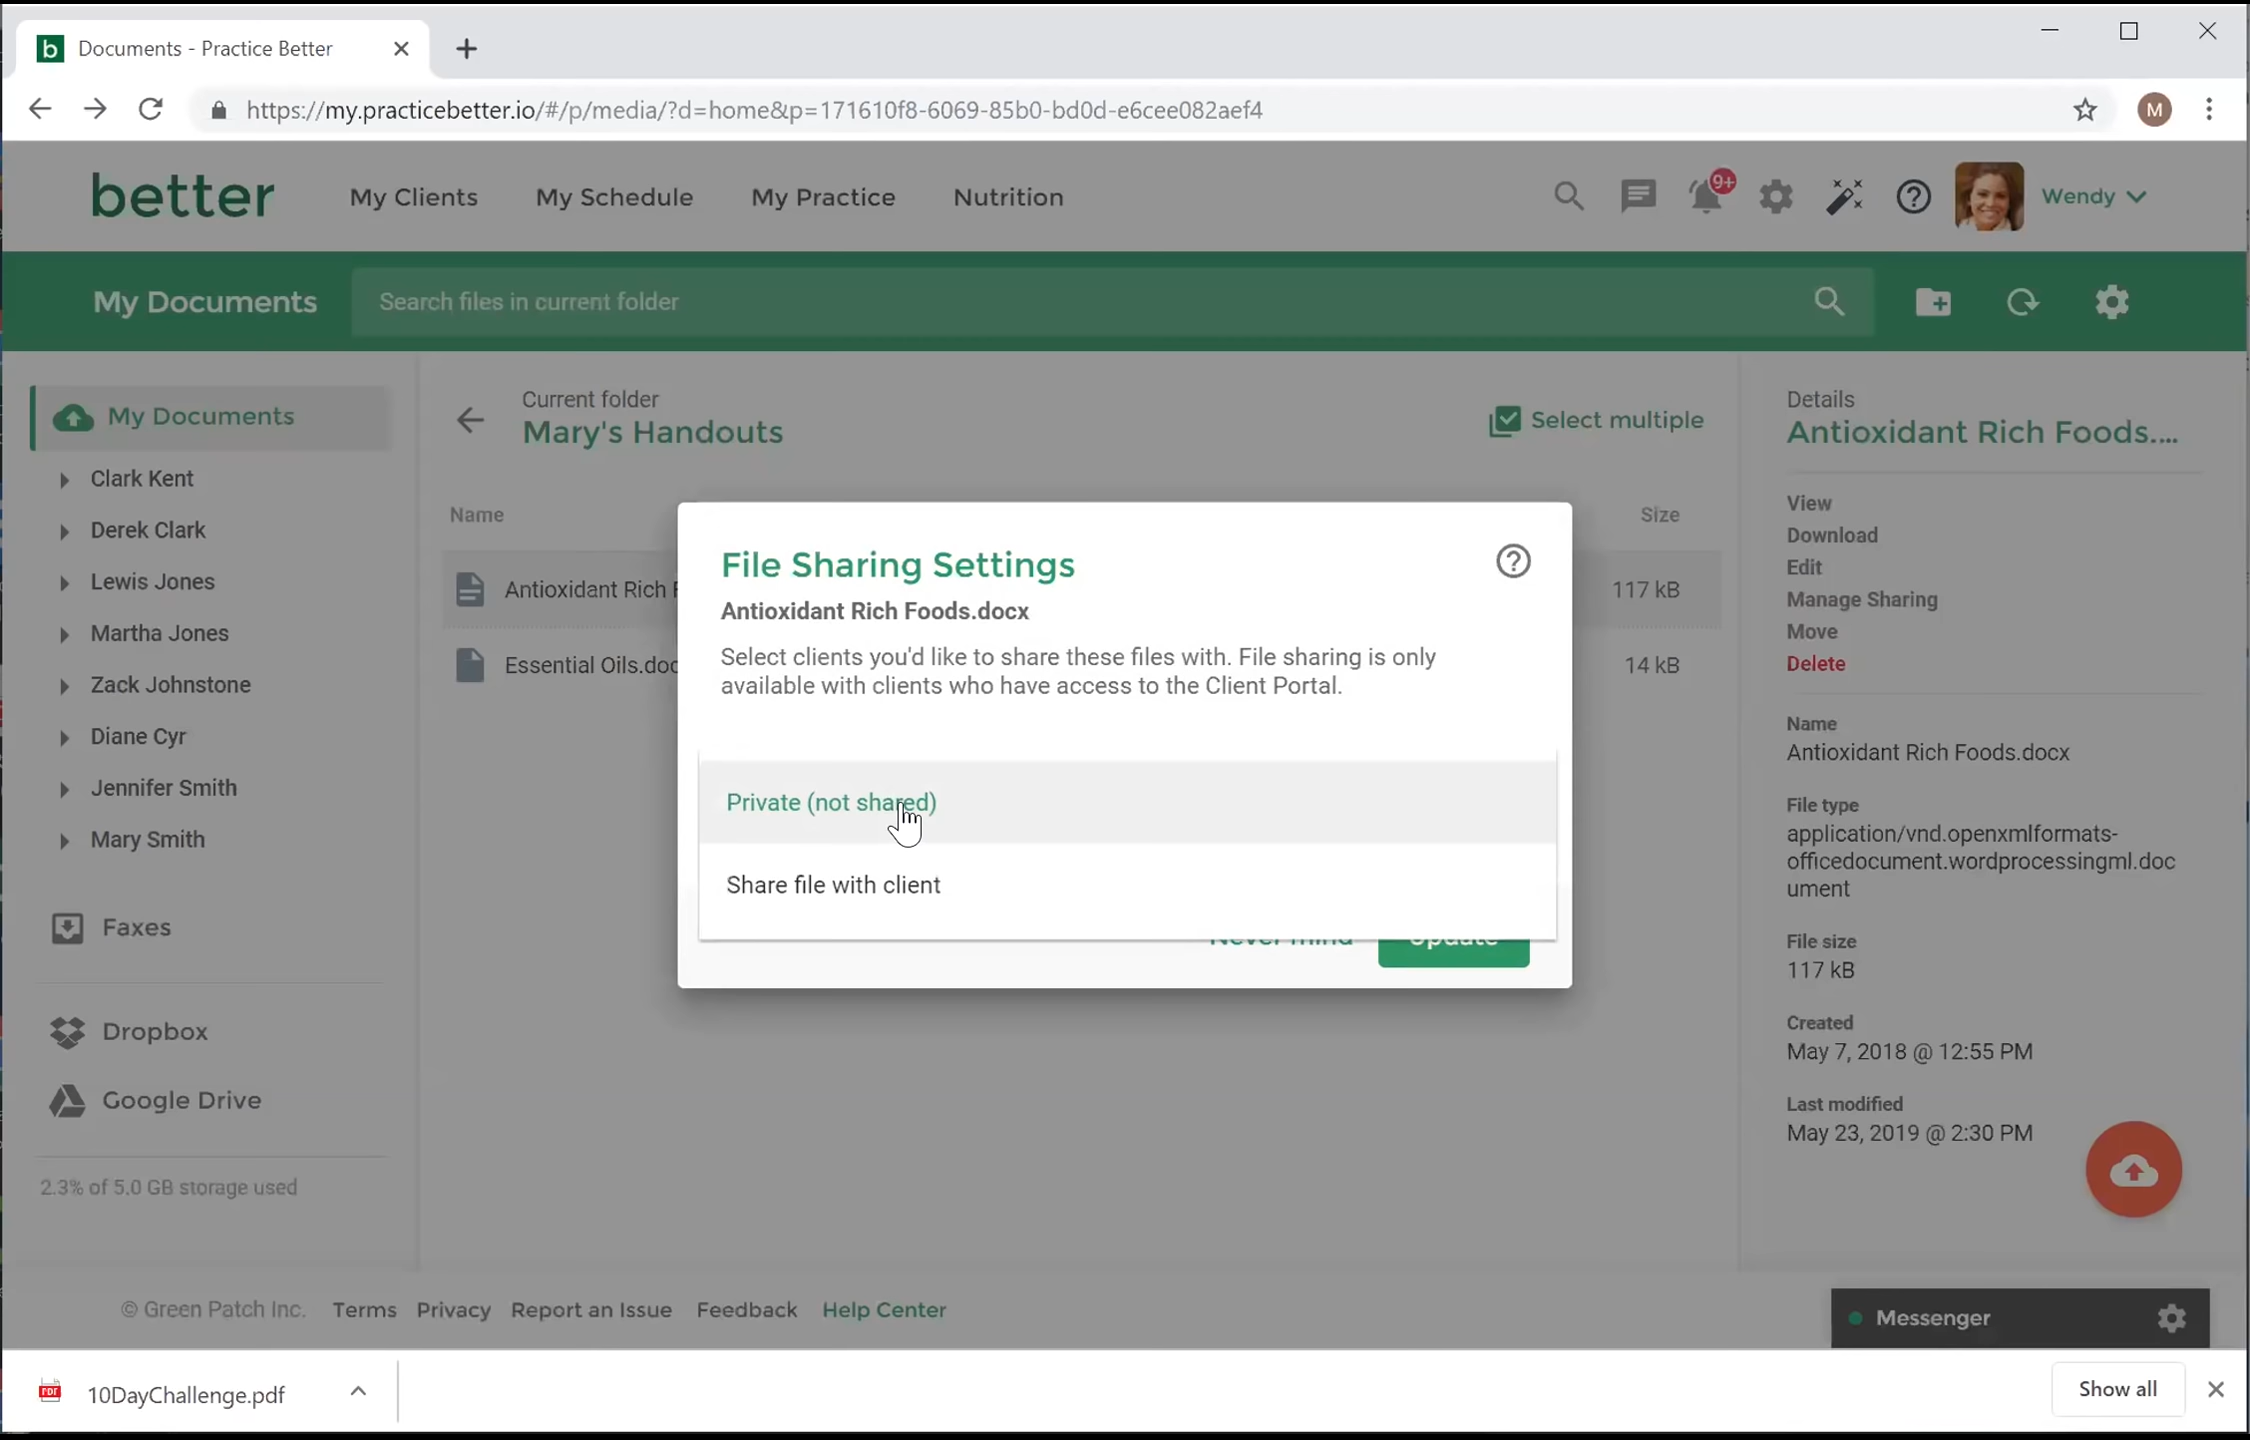 b Documents - Practice Better
https://my.practicebetter.io/#/p/media/?d=home&p=171610f8-6069-85b0-bd0d-e6cee082aef4
M
better My Clients My Schedule My Practice Nutrition 9+ Wendy
My Documents Search files in current folder
My Documents
Clark Kent
Derek Clark
Lewis Jones
Martha Jones
Zack Johnstone
Diane Cyr
Jennifer Smith
Mary Smith
Faxes
Dropbox
Google Drive
2.3% of 5.0 GB storage used
Current folder
Mary's Handouts
Select multiple
Name Size
Antioxidant Rich 117 kB
Essential Oils.doc 14 kB
File Sharing Settings
Antioxidant Rich Foods.docx
Select clients you'd like to share these files with. File sharing is only
available with clients who have access to the Client Portal.
Private (not shared)
Share file with client
Never mind Update
Details
Antioxidant Rich Foods....
View
Download
Edit
Manage Sharing
Move
Delete
Name
Antioxidant Rich Foods.docx
File type
application/vnd.openxmlformats-
officedocument.wordprocessingml.doc
ument
File size
117 kB
Created
May 7, 2018 @ 12:55 PM
Last modified
May 23, 2019 @ 2:30 PM
© Green Patch Inc. Terms Privacy Report an Issue Feedback Help Center
Messenger
PDF 10DayChallenge.pdf
Show all